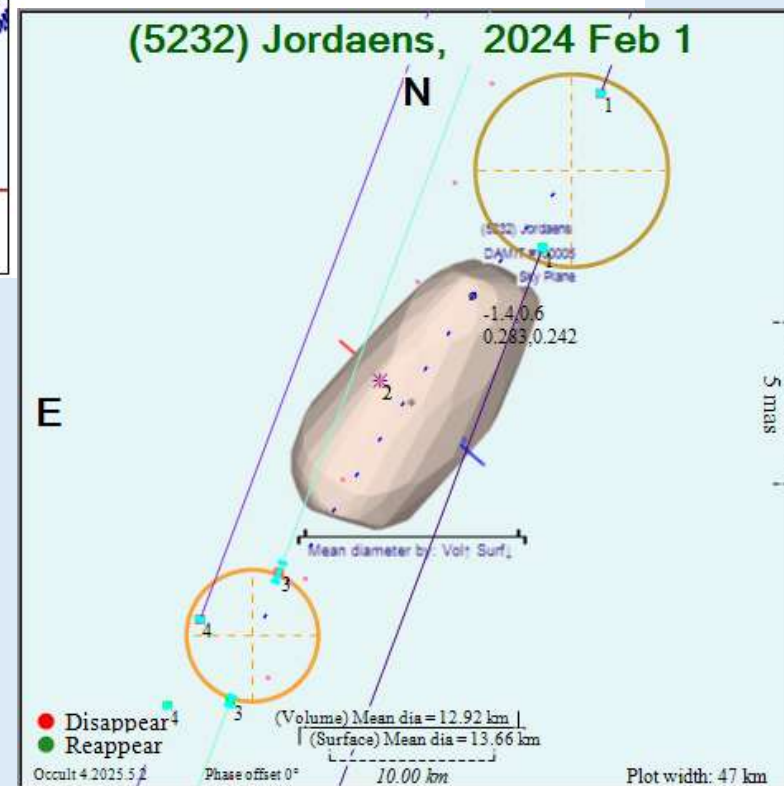 (5232) Jordaens, 2024 Feb 1
N
1
(5232) Jordaens
Sky Plane
-1.4,0.6
0.283,0.242
5 mas
2
E
Mean diameter by: Vol↑ Surf↓
3
4
3
4
Disappear
Reappear
(Volume) Mean dia = 12.92 km
(Surface) Mean dia = 13.66 km
10.00 km
Occult 4.2025.5.2
Phase offset 0°
Plot width: 47 km